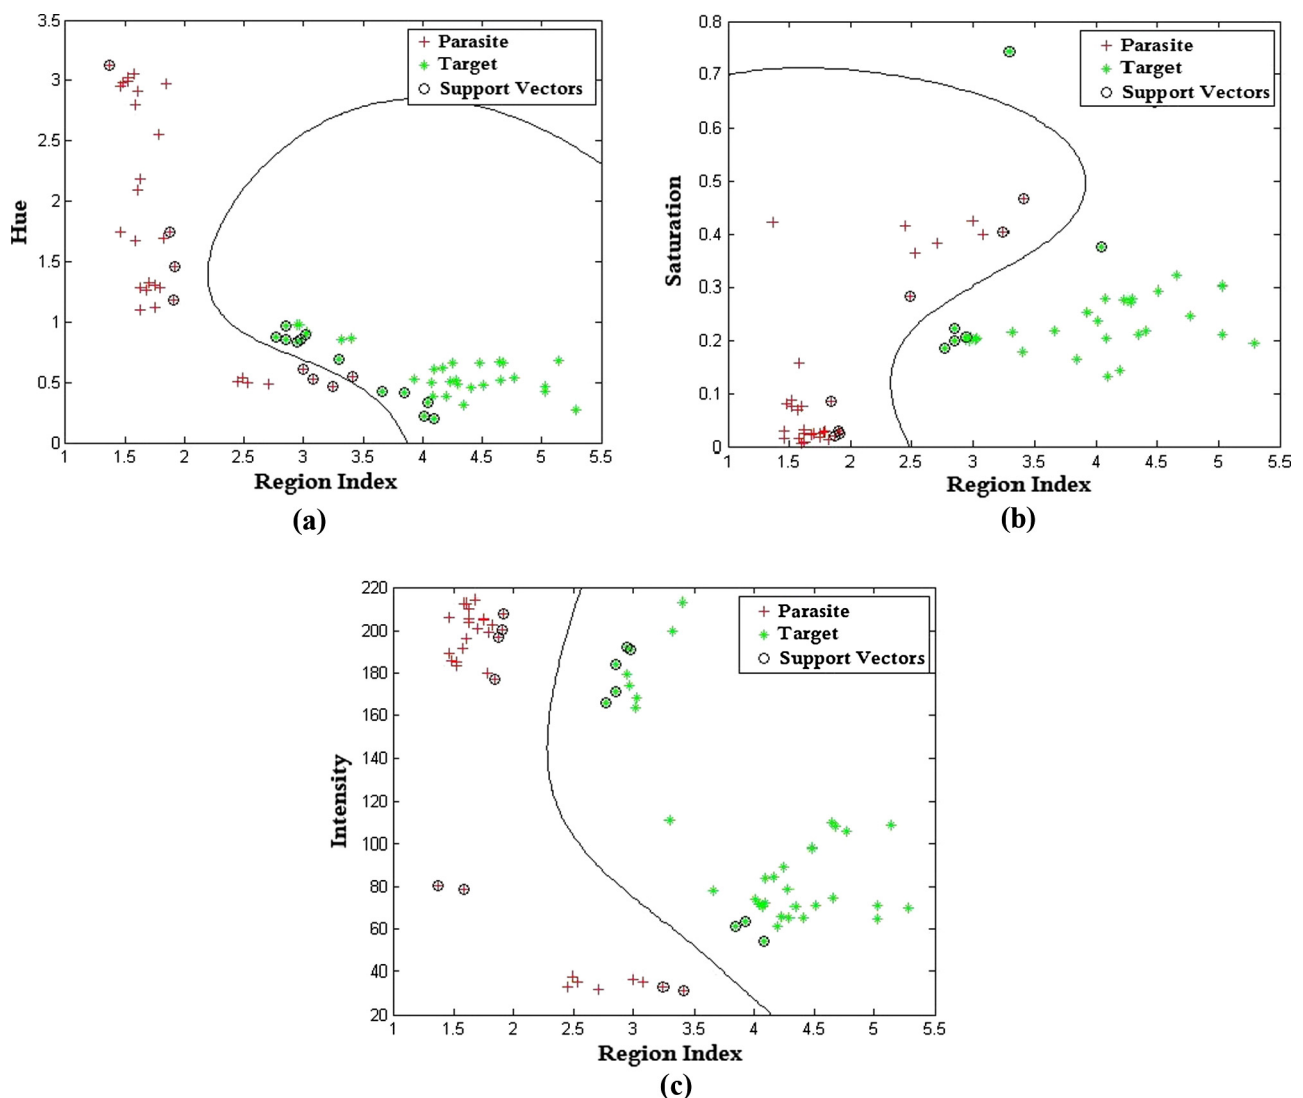 3.5
3
2.5
2
1.5
1
0.5
0
Hue
Parasite
Target
Support Vectors
1 1.5 2 2.5 3 3.5 4 4.5 5 5.5
Region Index
(a)
0.8
0.7
0.6
0.5
0.4
0.3
0.2
0.1
0
Saturation
Parasite
Target
Support Vectors
1 1.5 2 2.5 3 3.5 4 4.5 5 5.5
Region Index
(b)
220
200
180
160
140
120
100
80
60
40
20
Intensity
Parasite
Target
Support Vectors
1 1.5 2 2.5 3 3.5 4 4.5 5 5.5
Region Index
(c)